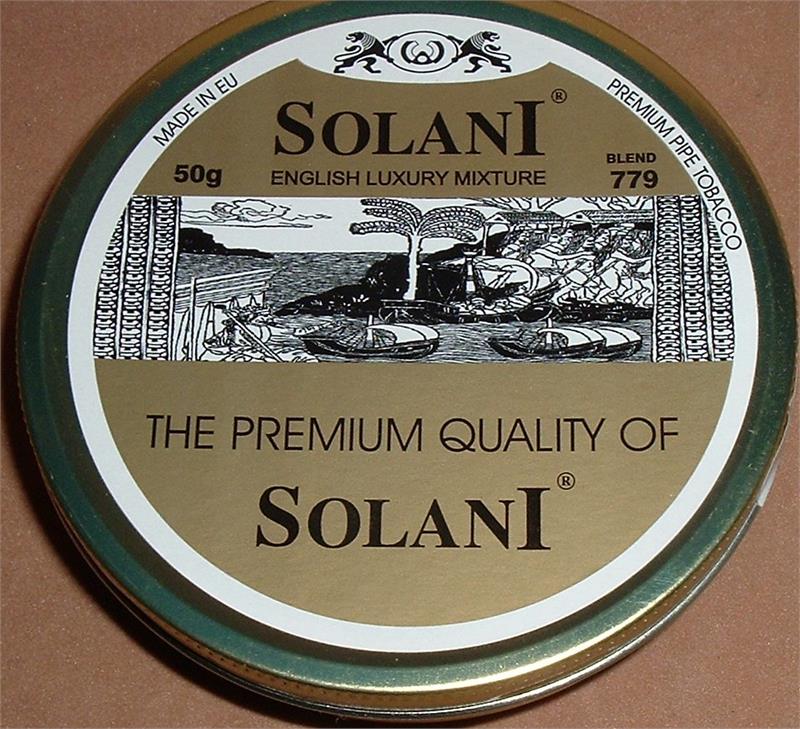 MADE IN EU
PREMIUM PIPE TOBACCO
SOLANI®
50g
ENGLISH LUXURY MIXTURE
BLEND
779
THE PREMIUM QUALITY OF
SOLANI®